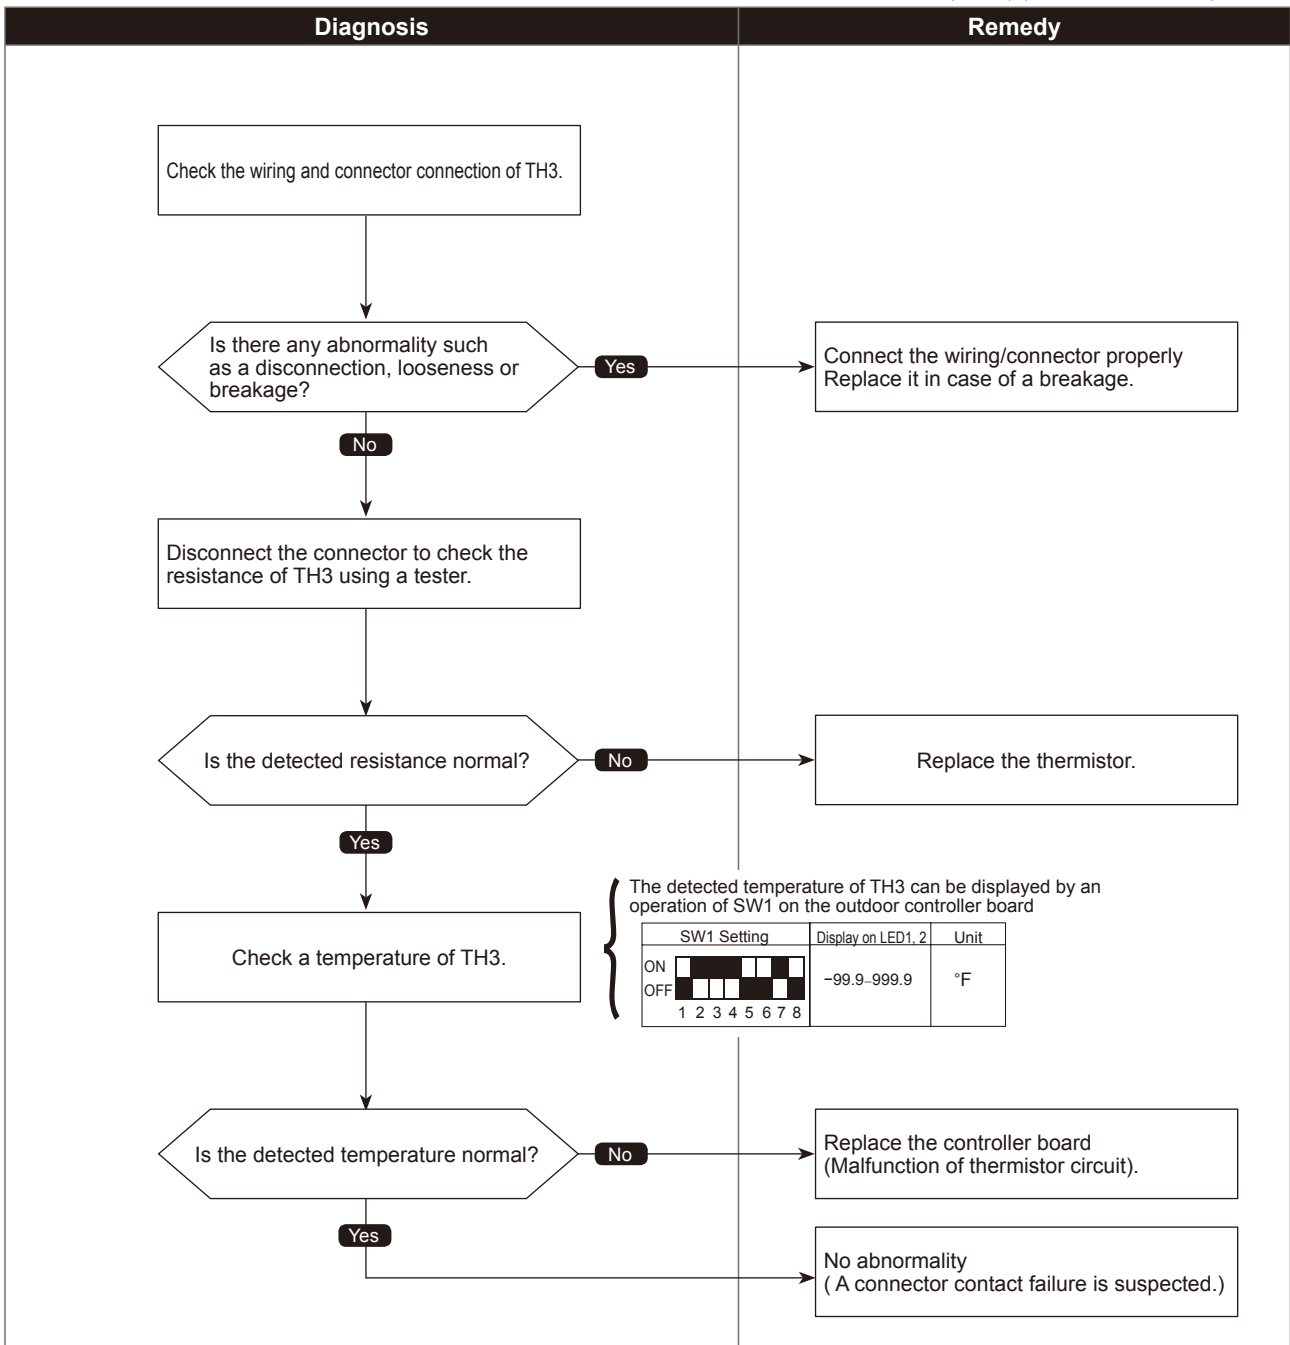 Diagnosis
Remedy
Check the wiring and connector connection of TH3.
Is there any abnormality such
as a disconnection, looseness or
breakage?
Yes
Connect the wiring/connector properly
Replace it in case of a breakage.
No
Disconnect the connector to check the
resistance of TH3 using a tester.
Is the detected resistance normal?
No
Replace the thermistor.
Yes
The detected temperature of TH3 can be displayed by an
operation of SW1 on the outdoor controller board
Check a temperature of TH3.
SW1 Setting
Display on LED1, 2
Unit
ON
OFF
1 2 3 4 5 6 7 8
−99.9–999.9
°F
Is the detected temperature normal?
No
Replace the controller board
(Malfunction of thermistor circuit).
Yes
No abnormality
( A connector contact failure is suspected.)